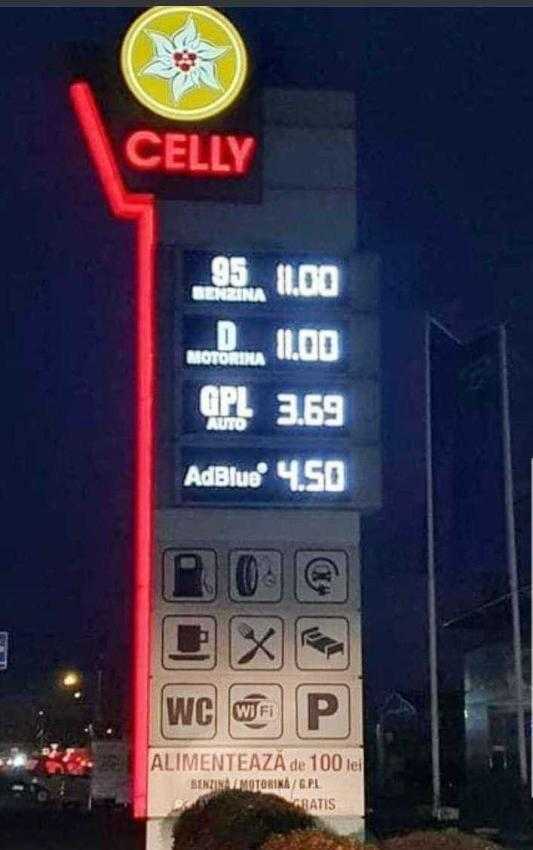 CELLY
95 11.00
BENZINA
D 11.00
MOTORINA
GPL 3.69
AUTO
AdBlue® 4.50
WC WiFi P
ALIMENTEAZĂ de 100 lei
BENZINĂ / MOTORINĂ / G.P.L.
GRATIS